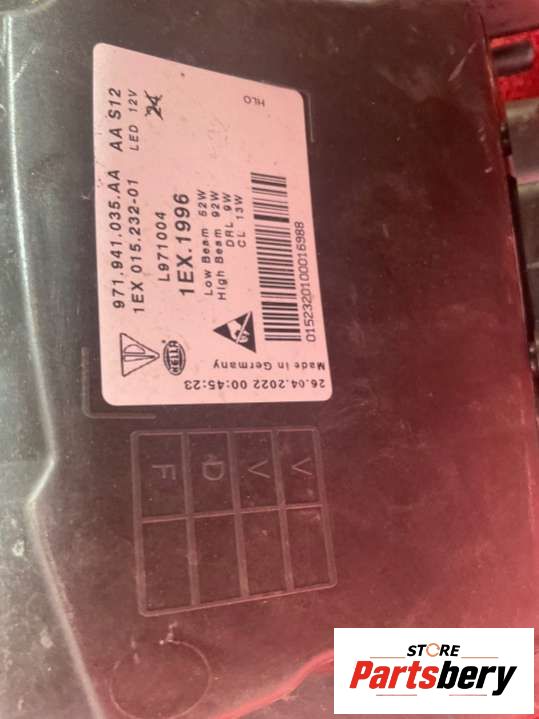 971.941.035.AA AA S12
1EX 015.232-01 LED 12V
L971004
1EX.1996
Low Beam 52W
High Beam 92W
DRL 9W
CL 13W
HLO
015232010001 6988
Made in Germany
26.04.2022 00:45:23
HELLA
F D V V
STORE
Partsbery